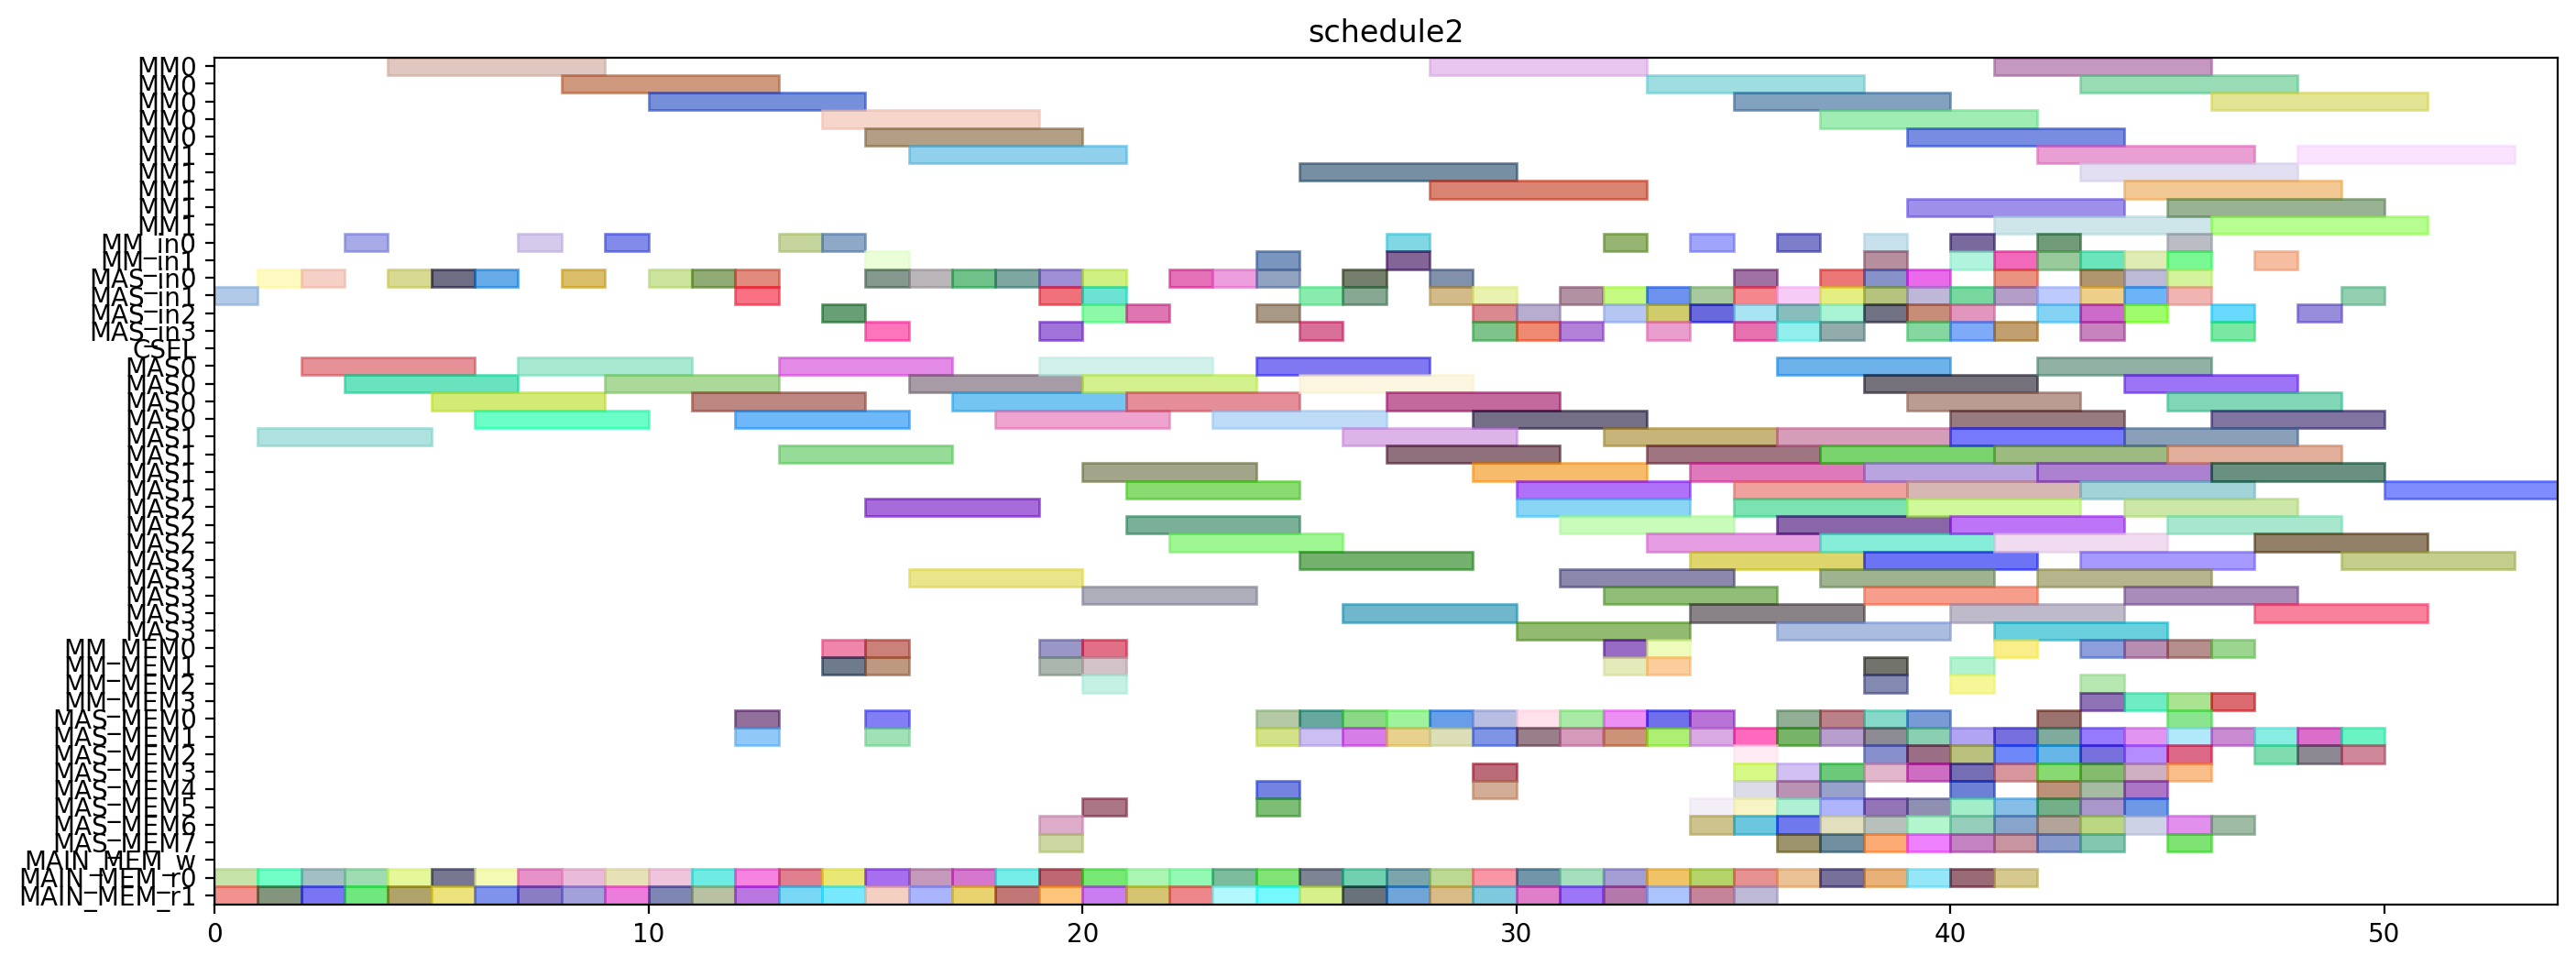 schedule2
MM0
MM0
MM0
MM0
MM0
MM1
MM1
MM1
MM1
MM1
MM_in0
MM_in1
MAS_in0
MAS_in1
MAS_in2
MAS_in3
CSEL
MAS0
MAS0
MAS0
MAS0
MAS1
MAS1
MAS1
MAS1
MAS2
MAS2
MAS2
MAS2
MAS3
MAS3
MAS3
MAS3
MM_MEM0
MM_MEM1
MM_MEM2
MM_MEM3
MAS_MEM0
MAS_MEM1
MAS_MEM2
MAS_MEM3
MAS_MEM4
MAS_MEM5
MAS_MEM6
MAS_MEM7
MAIN_MEM_w
MAIN_MEM_r0
MAIN_MEM_r1
0 10 20 30 40 50